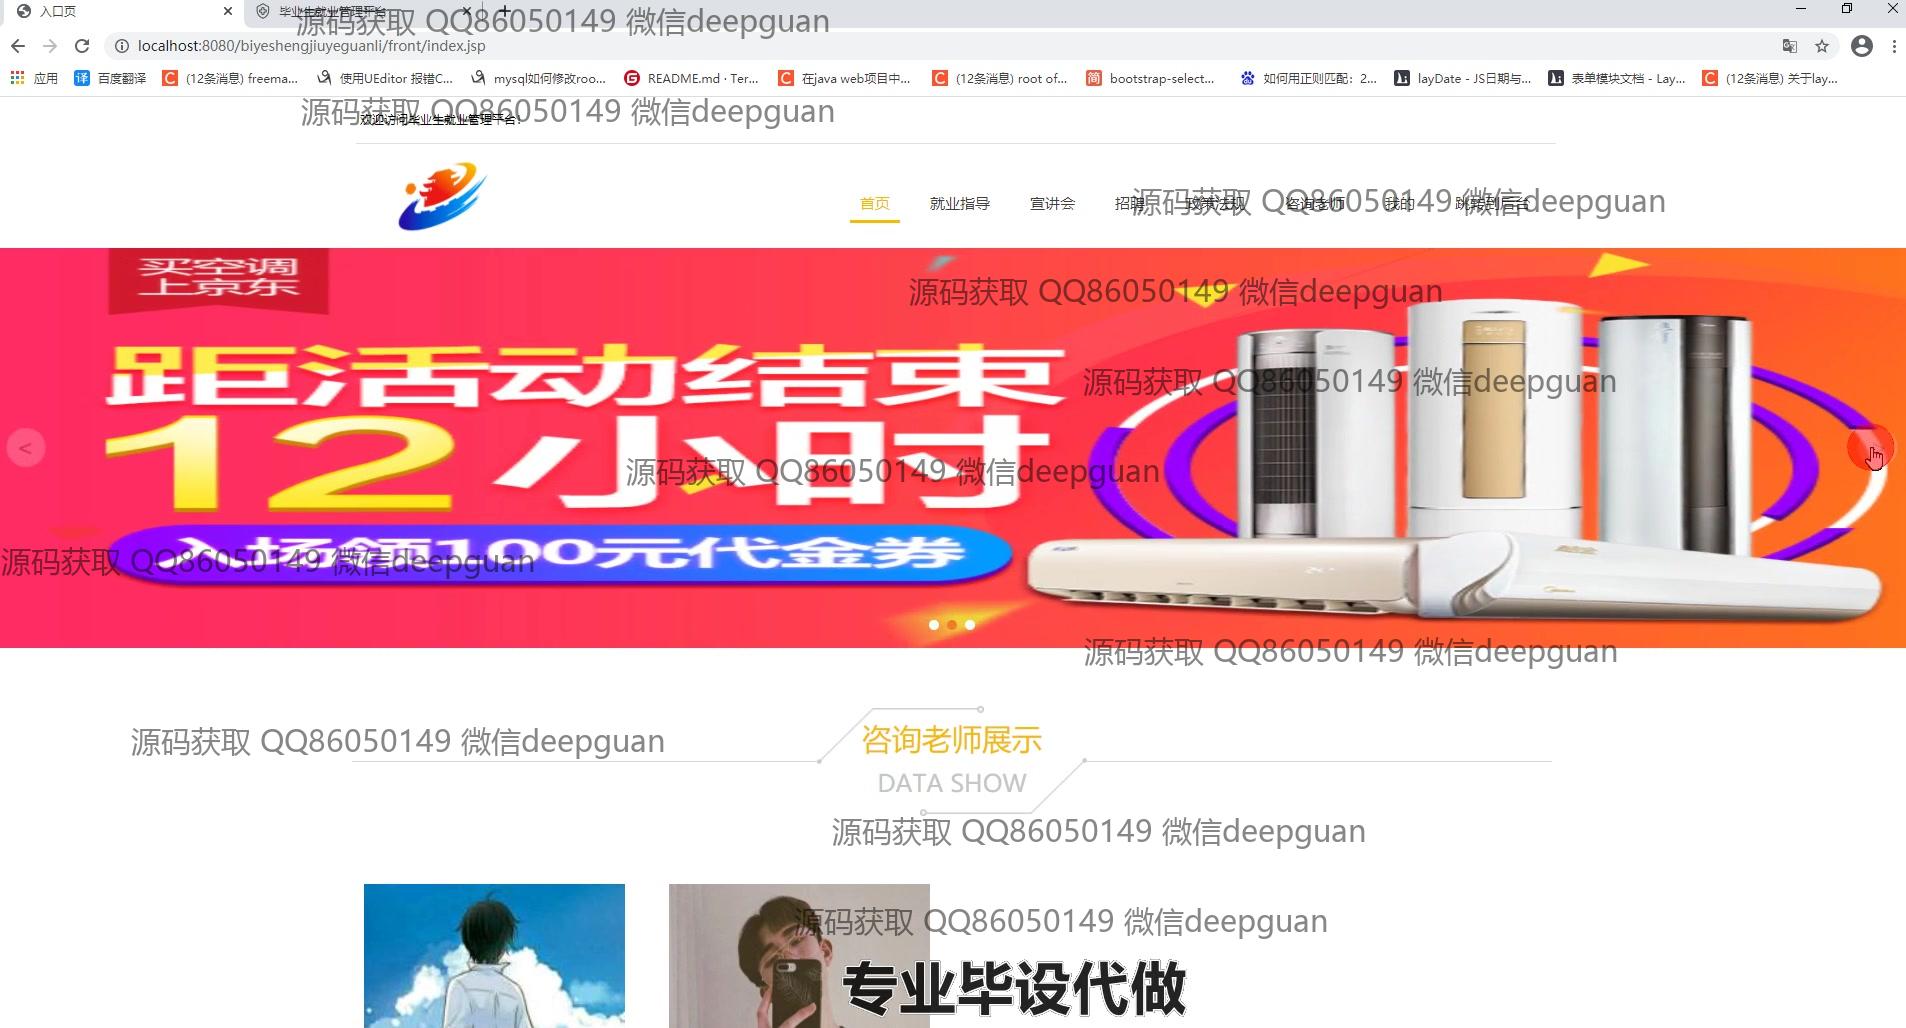 入口页
毕业生就业管理平台
源码获取 QQ86050149 微信deepguan
localhost:8080/biyeshengjiuyeguanli/front/index.jsp
应用
百度翻译
(12条消息) freema...
使用UEditor 报错C...
mysql如何修改roo...
README.md · Ter...
在java web项目中...
(12条消息) root of...
bootstrap-select...
如何用正则匹配：2...
layDate - JS日期与...
表单模块文档 - Lay...
(12条消息) 关于lay...
源码获取 QQ86050149 微信deepguan
欢迎访问毕业生就业管理平台！
首页
就业指导
宣讲会
招聘
政策法规
咨询老师
我的
跳转到后台
源码获取 QQ86050149 微信deepguan
买空调
上京东
源码获取 QQ86050149 微信deepguan
距活动结束
源码获取 QQ86050149 微信deepguan
12小时
<
源码获取 QQ86050149 微信deepguan
入场领100元代金券
源码获取 QQ86050149 微信deepguan
源码获取 QQ86050149 微信deepguan
咨询老师展示
源码获取 QQ86050149 微信deepguan
DATA SHOW
源码获取 QQ86050149 微信deepguan
源码获取 QQ86050149 微信deepguan
专业毕设代做